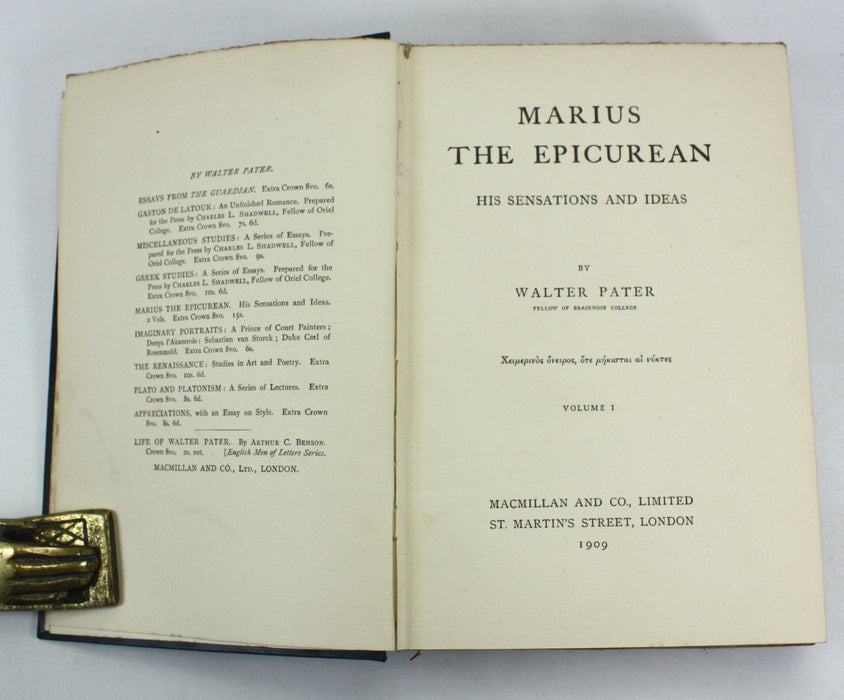 BY WALTER PATER.
ESSAYS FROM THE GUARDIAN. Extra Crown 8vo. 6s.
GASTON DE LATOUR: An Unfinished Romance. Prepared
for the Press by CHARLES L. SHADWELL, Fellow of Oriel
College. Extra Crown 8vo. 7s. 6d.
MISCELLANEOUS STUDIES: A Series of Essays. Pre-
pared for the Press by CHARLES L. SHADWELL, Fellow of
Oriel College. Extra Crown 8vo. 9s.
GREEK STUDIES: A Series of Essays. Prepared for the
Press by CHARLES L. SHADWELL, Fellow of Oriel College.
Extra Crown 8vo. 10s. 6d.
MARIUS THE EPICUREAN. His Sensations and Ideas.
2 Vols. Extra Crown 8vo. 15s.
IMAGINARY PORTRAITS: A Prince of Court Painters;
Denys l'Auxerrois; Sebastian van Storck; Duke Carl of
Rosenmold. Extra Crown 8vo. 6s.
THE RENAISSANCE: Studies in Art and Poetry. Extra
Crown 8vo. 10s. 6d.
PLATO AND PLATONISM: A Series of Lectures. Extra
Crown 8vo. 8s. 6d.
APPRECIATIONS, with an Essay on Style. Extra Crown
8vo. 8s. 6d.
LIFE OF WALTER PATER. By ARTHUR C. BENSON.
Crown 8vo. 2s. net. [English Men of Letters Series.
MACMILLAN AND CO., LTD., LONDON.
MARIUS
THE EPICUREAN
HIS SENSATIONS AND IDEAS
BY
WALTER PATER
FELLOW OF BRASENOSE COLLEGE
Χειμερινὸς ὄνειρος, ὅτε μήκισται αἱ νύκτες
VOLUME I
MACMILLAN AND CO., LIMITED
ST. MARTIN'S STREET, LONDON
1909